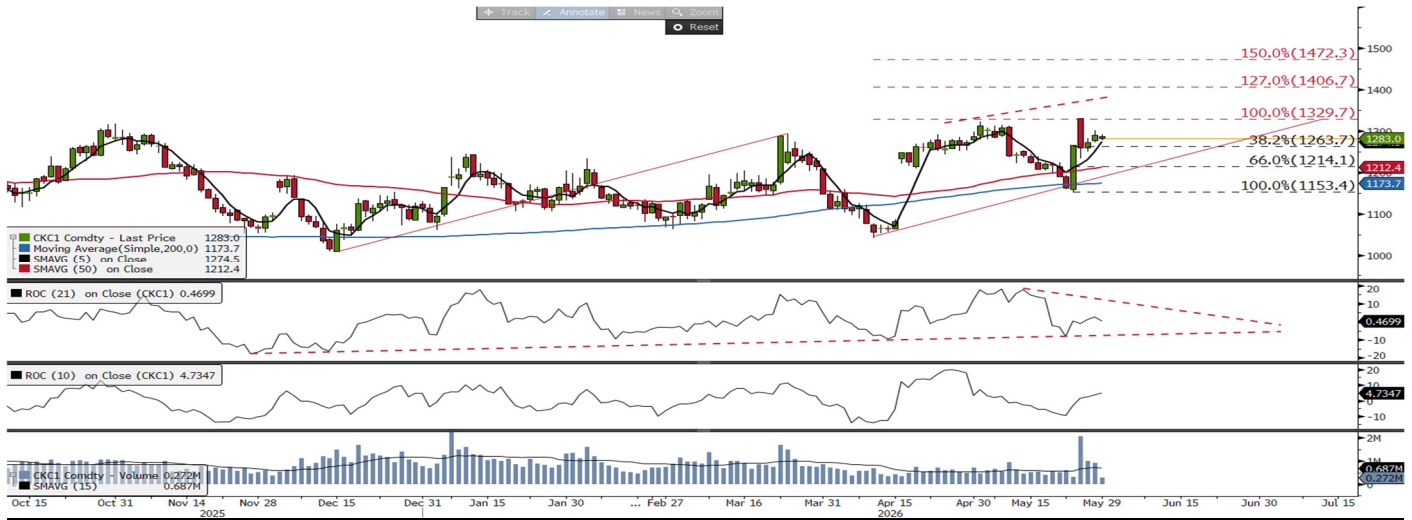 Track Annotate News Zoom
Reset
150.0%(1472.3)
127.0%(1406.7)
100.0%(1329.7)
38.2%(1263.7)
66.0%(1214.1)
100.0%(1153.4)
1500
1400
1300
1283.0
1212.4
1173.7
1100
1000
CKC1 Comdty - Last Price 1283.0
Moving Average(Simple,200,0) 1173.7
SMAVG (5) on Close 1274.5
SMAVG (50) on Close 1212.4
ROC (21) on Close (CKC1) 0.4699
20
10
0.4699
-10
-20
ROC (10) on Close (CKC1) 4.7347
20
10
4.7347
0
-10
CKC1 Comdty - Volume 0.272M
SMAVG (15) 0.687M
2M
0.687M
0.272M
Oct 15 Oct 31 Nov 14 Nov 28 Dec 15 Dec 31 Jan 15 Jan 30 ... Feb 27 Mar 16 Mar 31 Apr 15 Apr 30 May 15 May 29 Jun 15 Jun 30 Jul 15
2025 2026